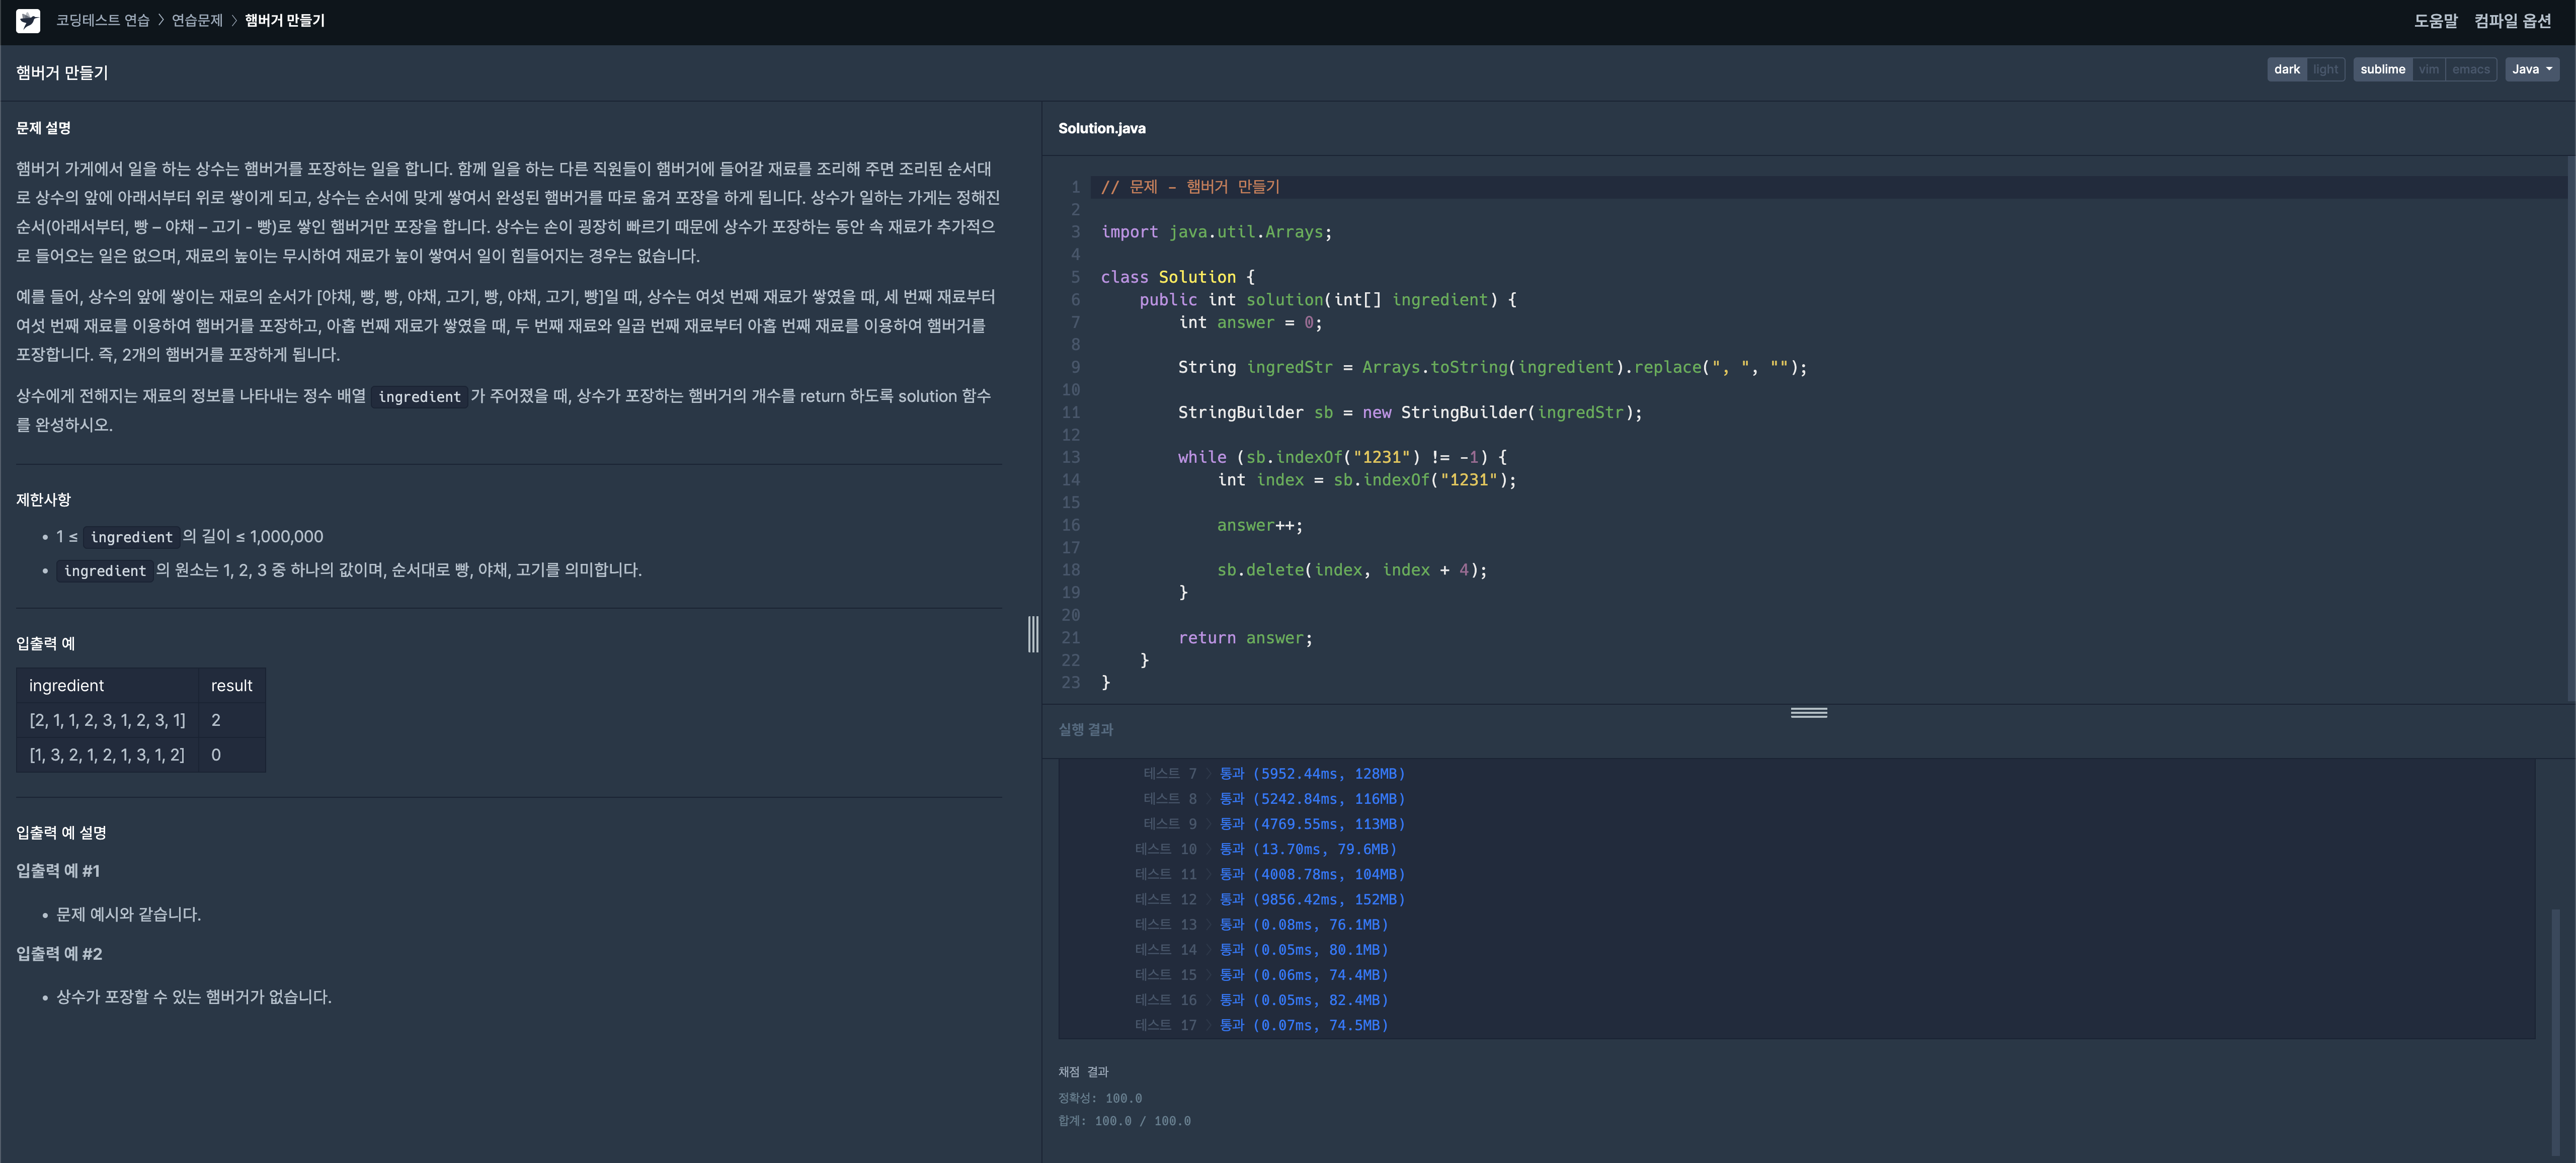 코딩테스트 연습 > 연습문제 > 햄버거 만들기
도움말 컴파일 옵션
햄버거 만들기
dark light sublime vim emacs Java
문제 설명
햄버거 가게에서 일을 하는 상수는 햄버거를 포장하는 일을 합니다. 함께 일을 하는 다른 직원들이 햄버거에 들어갈 재료를 조리해 주면 조리된 순서대
로 상수의 앞에 아래서부터 위로 쌓이게 되고, 상수는 순서에 맞게 쌓여서 완성된 햄버거를 따로 옮겨 포장을 하게 됩니다. 상수가 일하는 가게는 정해진
순서(아래서부터, 빵 – 야채 – 고기 - 빵)로 쌓인 햄버거만 포장을 합니다. 상수는 손이 굉장히 빠르기 때문에 상수가 포장하는 동안 속 재료가 추가적으
로 들어오는 일은 없으며, 재료의 높이는 무시하여 재료가 높이 쌓여서 일이 힘들어지는 경우는 없습니다.
예를 들어, 상수의 앞에 쌓이는 재료의 순서가 [야채, 빵, 빵, 야채, 고기, 빵, 야채, 고기, 빵]일 때, 상수는 여섯 번째 재료가 쌓였을 때, 세 번째 재료부터
여섯 번째 재료를 이용하여 햄버거를 포장하고, 아홉 번째 재료가 쌓였을 때, 두 번째 재료와 일곱 번째 재료부터 아홉 번째 재료를 이용하여 햄버거를
포장합니다. 즉, 2개의 햄버거를 포장하게 됩니다.
상수에게 전해지는 재료의 정보를 나타내는 정수 배열 ingredient가 주어졌을 때, 상수가 포장하는 햄버거의 개수를 return 하도록 solution 함수
를 완성하시오.
제한사항
• 1 ≤ ingredient의 길이 ≤ 1,000,000
• ingredient의 원소는 1, 2, 3 중 하나의 값이며, 순서대로 빵, 야채, 고기를 의미합니다.
입출력 예
ingredient result
[2, 1, 1, 2, 3, 1, 2, 3, 1] 2
[1, 3, 2, 1, 2, 1, 3, 1, 2] 0
입출력 예 설명
입출력 예 #1
• 문제 예시와 같습니다.
입출력 예 #2
• 상수가 포장할 수 있는 햄버거가 없습니다.
Solution.java
1 // 문제 - 햄버거 만들기
2
3 import java.util.Arrays;
4
5 class Solution {
6     public int solution(int[] ingredient) {
7         int answer = 0;
8
9         String ingredStr = Arrays.toString(ingredient).replace(", ", "");
10
11         StringBuilder sb = new StringBuilder(ingredStr);
12
13         while (sb.indexOf("1231") != -1) {
14             int index = sb.indexOf("1231");
15
16             answer++;
17
18             sb.delete(index, index + 4);
19         }
20
21         return answer;
22     }
23 }
실행 결과
테스트 7 > 통과 (5952.44ms, 128MB)
테스트 8 > 통과 (5242.84ms, 116MB)
테스트 9 > 통과 (4769.55ms, 113MB)
테스트 10 > 통과 (13.70ms, 79.6MB)
테스트 11 > 통과 (4008.78ms, 104MB)
테스트 12 > 통과 (9856.42ms, 152MB)
테스트 13 > 통과 (0.08ms, 76.1MB)
테스트 14 > 통과 (0.05ms, 80.1MB)
테스트 15 > 통과 (0.06ms, 74.4MB)
테스트 16 > 통과 (0.05ms, 82.4MB)
테스트 17 > 통과 (0.07ms, 74.5MB)
채점 결과
정확성: 100.0
합계: 100.0 / 100.0